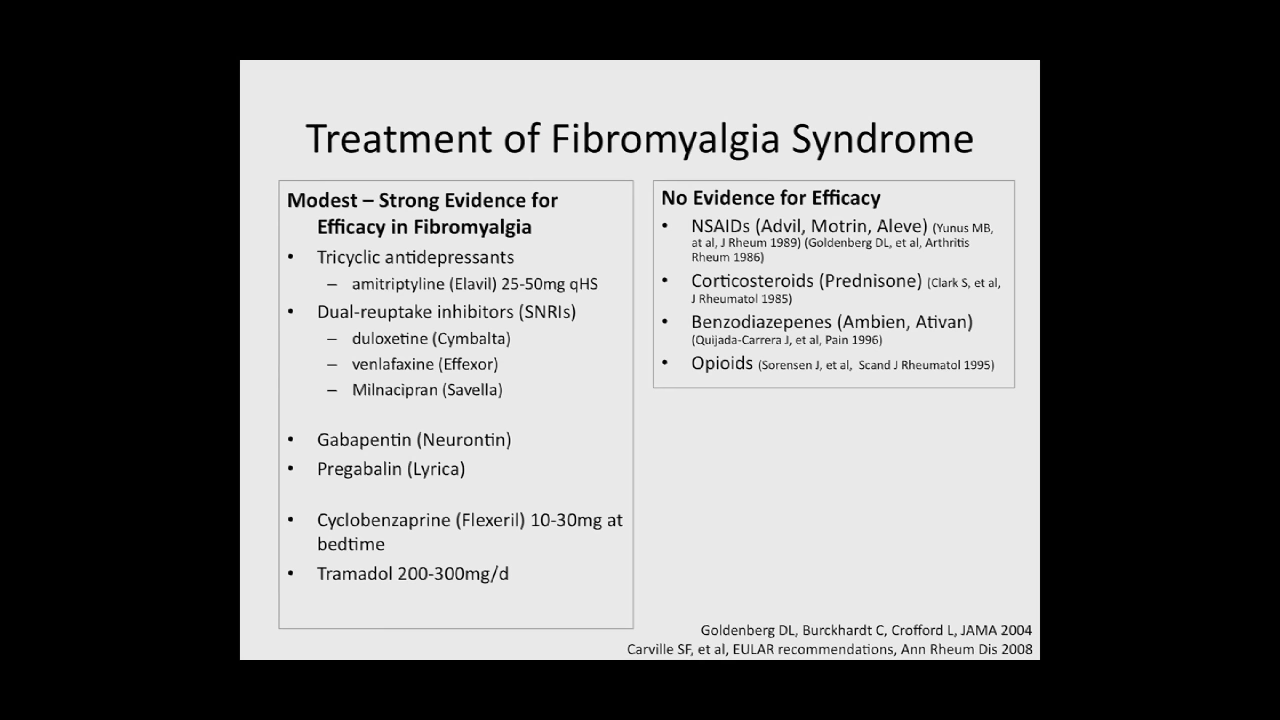 Treatment of Fibromyalgia Syndrome
Modest – Strong Evidence for
Efficacy in Fibromyalgia
• Tricyclic antidepressants
– amitriptyline (Elavil) 25-50mg qHS
• Dual-reuptake inhibitors (SNRIs)
– duloxetine (Cymbalta)
– venlafaxine (Effexor)
– Milnacipran (Savella)
• Gabapentin (Neurontin)
• Pregabalin (Lyrica)
• Cyclobenzaprine (Flexeril) 10-30mg at
bedtime
• Tramadol 200-300mg/d
No Evidence for Efficacy
• NSAIDs (Advil, Motrin, Aleve) (Yunus MB,
at al, J Rheum 1989) (Goldenberg DL, et al, Arthritis
Rheum 1986)
• Corticosteroids (Prednisone) (Clark S, et al,
J Rheumatol 1985)
• Benzodiazepenes (Ambien, Ativan)
(Quijada-Carrera J, et al, Pain 1996)
• Opioids (Sorensen J, et al,  Scand J Rheumatol 1995)
Goldenberg DL, Burckhardt C, Crofford L, JAMA 2004
Carville SF, et al, EULAR recommendations, Ann Rheum Dis 2008